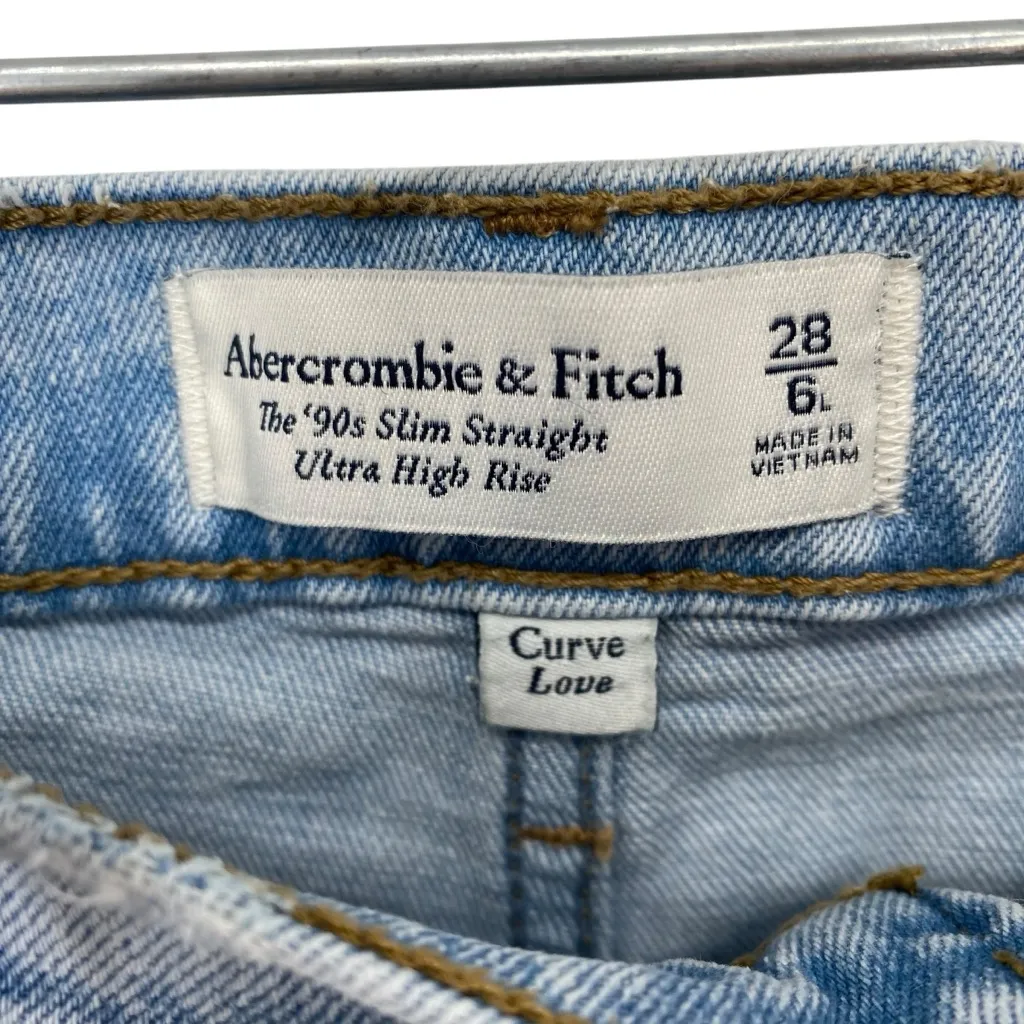 Abercrombie & Fitch
The ‘90s Slim Straight
Ultra High Rise
28
6L
MADE IN
VIETNAM
Curve
Love